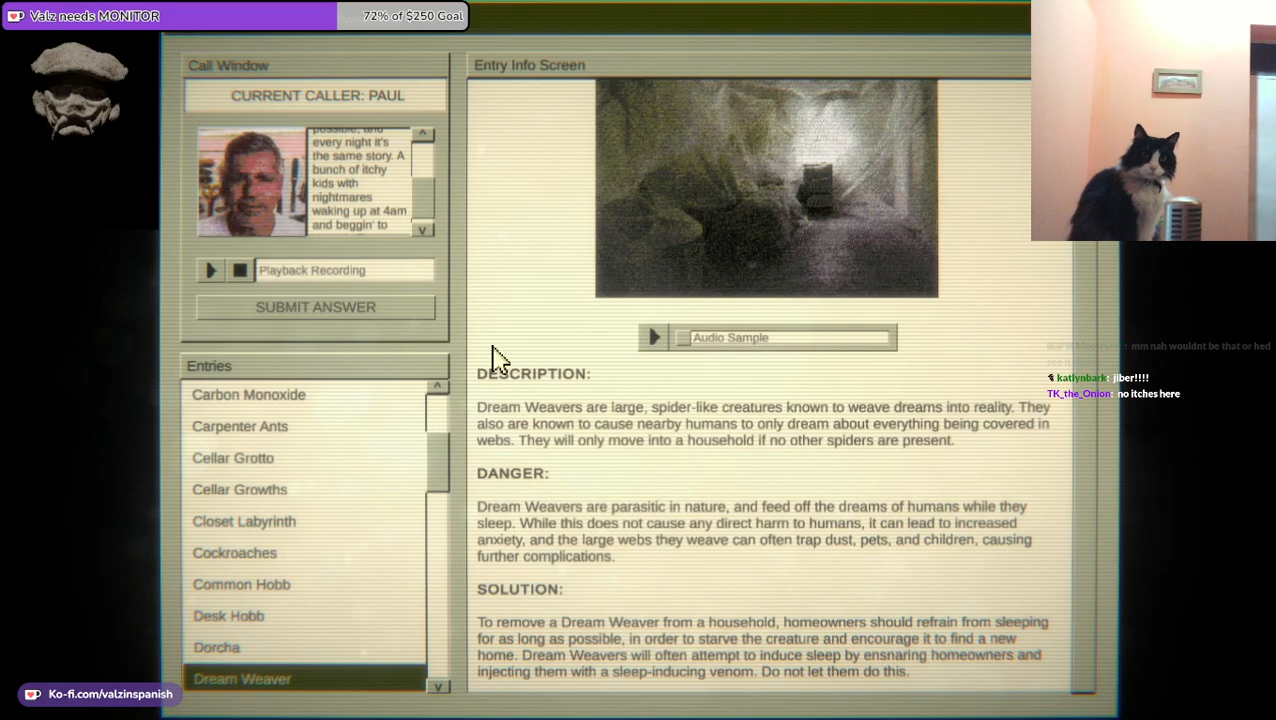 Valz needs MONITOR
72% of $250 Goal
Call Window
CURRENT CALLER: PAUL
possible, and
every night it's
the same story. A
bunch of itchy
kids with
nightmares
waking up at 4am
and beggin' to
Playback Recording
SUBMIT ANSWER
Entries
Carbon Monoxide
Carpenter Ants
Cellar Grotto
Cellar Growths
Closet Labyrinth
Cockroaches
Common Hobb
Desk Hobb
Dorcha
Dream Weaver
Entry Info Screen
Audio Sample
DESCRIPTION:
Dream Weavers are large, spider-like creatures known to weave dreams into reality. They
also are known to cause nearby humans to only dream about everything being covered in
webs. They will only move into a household if no other spiders are present.
DANGER:
Dream Weavers are parasitic in nature, and feed off the dreams of humans while they
sleep. While this does not cause any direct harm to humans, it can lead to increased
anxiety, and the large webs they weave can often trap dust, pets, and children, causing
further complications.
SOLUTION:
To remove a Dream Weaver from a household, homeowners should refrain from sleeping
for as long as possible, in order to starve the creature and encourage it to find a new
home. Dream Weavers will often attempt to induce sleep by ensnaring homeowners and
injecting them with a sleep-inducing venom. Do not let them do this.
mm nah wouldnt be that or hed
katlynbark: jiber!!!!
TK_the_Onion: no itches here
Ko-fi.com/valzinspanish